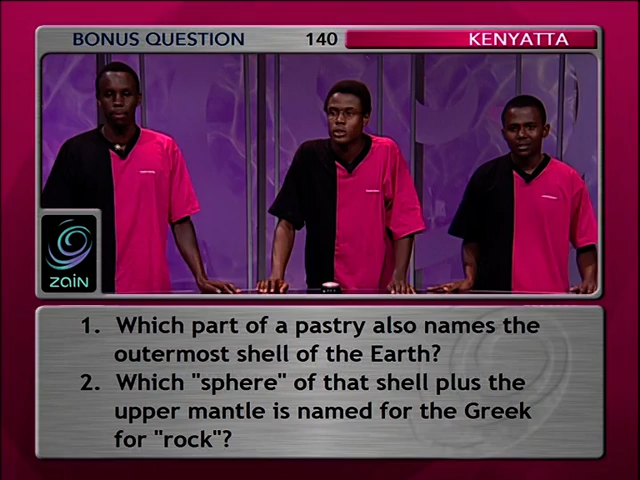 BONUS QUESTION 140 KENYATTA
zain
1. Which part of a pastry also names the
outermost shell of the Earth?
2. Which "sphere" of that shell plus the
upper mantle is named for the Greek
for "rock"?